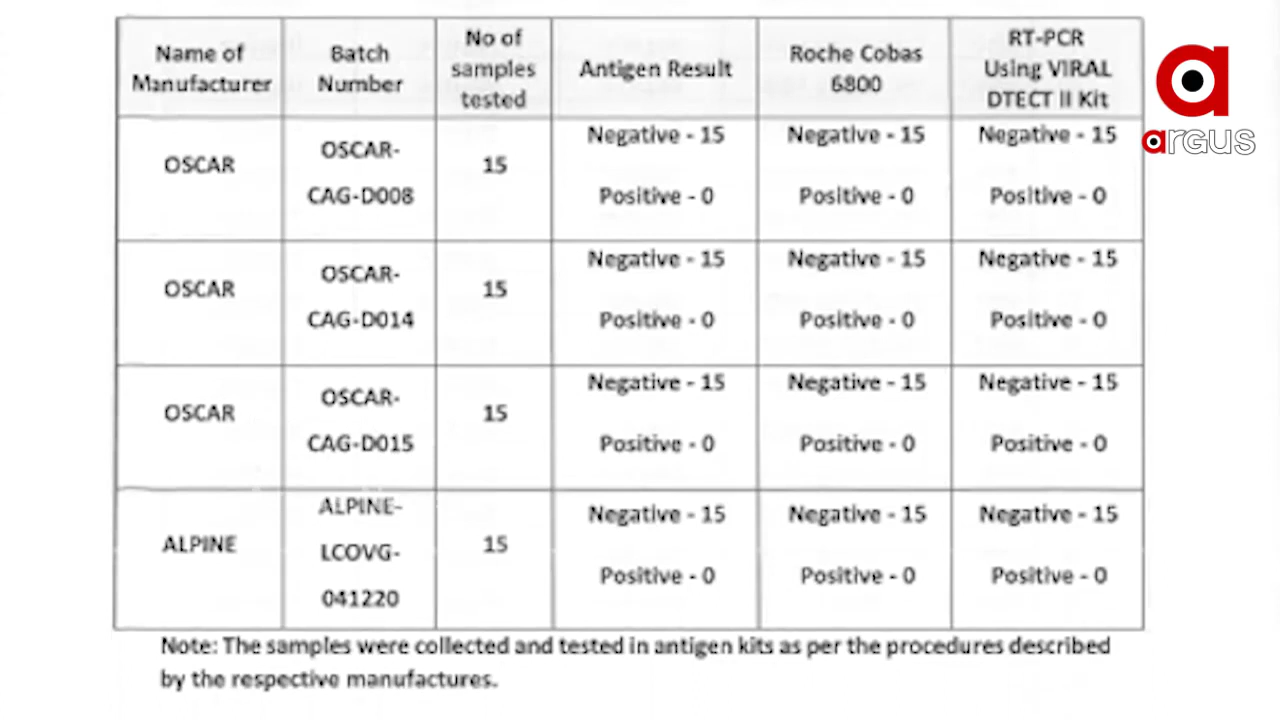 Name of Manufacturer
Batch Number
No of samples tested
Antigen Result
Roche Cobas 6800
RT-PCR Using VIRAL DTECT II Kit
OSCAR
OSCAR-CAG-D008
15
Negative - 15
Positive - 0
Negative - 15
Positive - 0
Negative - 15
Positive - 0
OSCAR
OSCAR-CAG-D014
15
Negative - 15
Positive - 0
Negative - 15
Positive - 0
Negative - 15
Positive - 0
OSCAR
OSCAR-CAG-D015
15
Negative - 15
Positive - 0
Negative - 15
Positive - 0
Negative - 15
Positive - 0
ALPINE
ALPINE-LCOVG-041220
15
Negative - 15
Positive - 0
Negative - 15
Positive - 0
Negative - 15
Positive - 0
Note: The samples were collected and tested in antigen kits as per the procedures described
by the respective manufactures.
a
argus